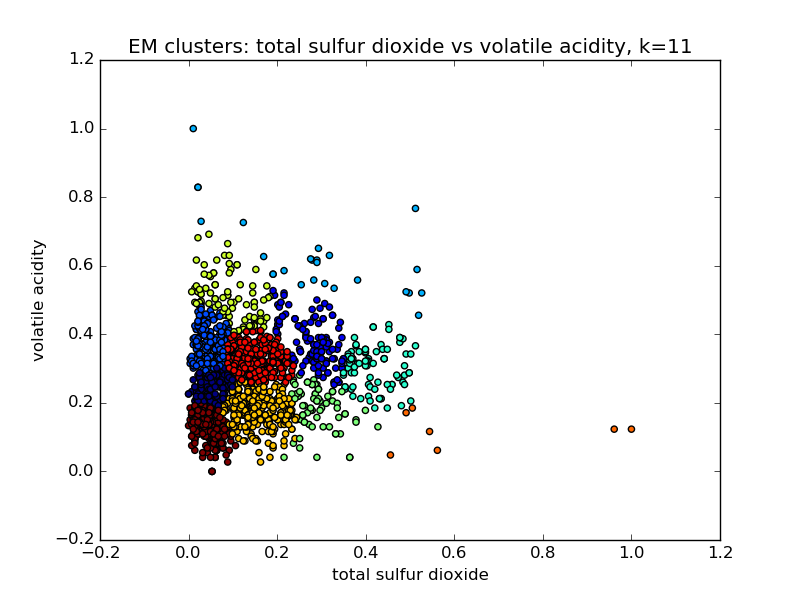 EM clusters: total sulfur dioxide vs volatile acidity, k=11
1.2
1.0
0.8
0.6
0.4
0.2
0.0
−0.2
volatile acidity
−0.2 0.0 0.2 0.4 0.6 0.8 1.0 1.2
total sulfur dioxide